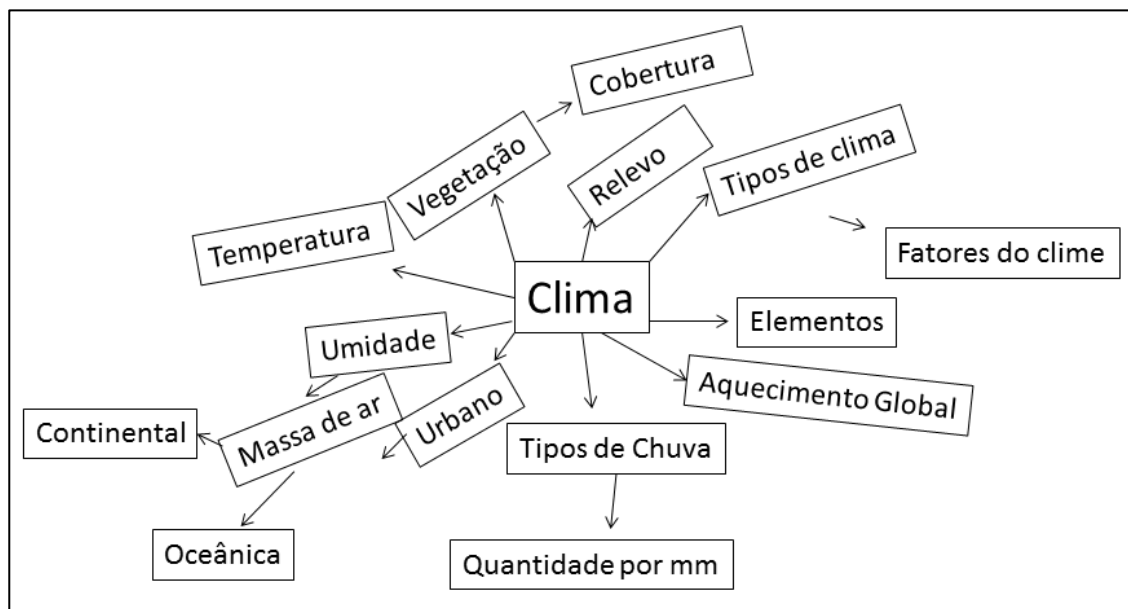 Cobertura
Vegetação
Relevo
Tipos de clima
Temperatura
Fatores do clime
Clima
Elementos
Umidade
Aquecimento Global
Massa de ar
Urbano
Continental
Tipos de Chuva
Oceânica
Quantidade por mm